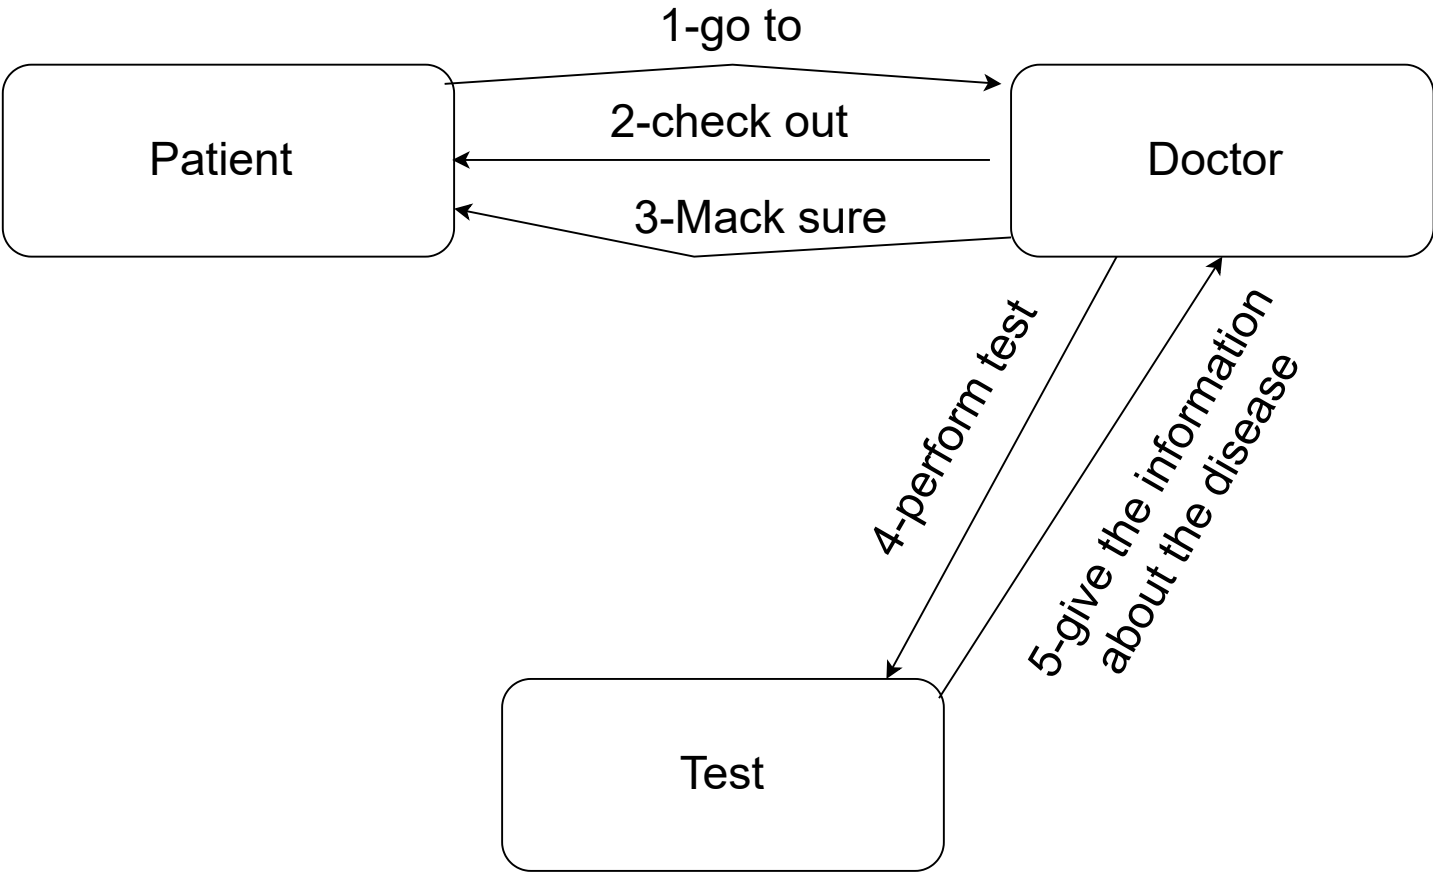 1-go to
Patient
2-check out
Doctor
3-Mack sure
4-perform test
5-give the information
about the disease
Test